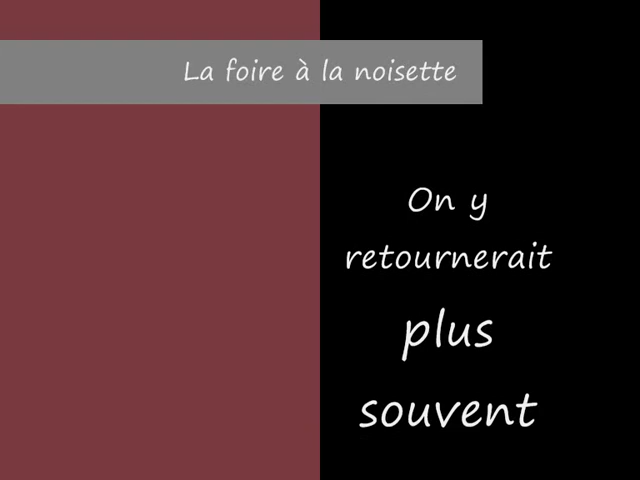 La foire à la noisette
On y
retournerait
plus
souvent